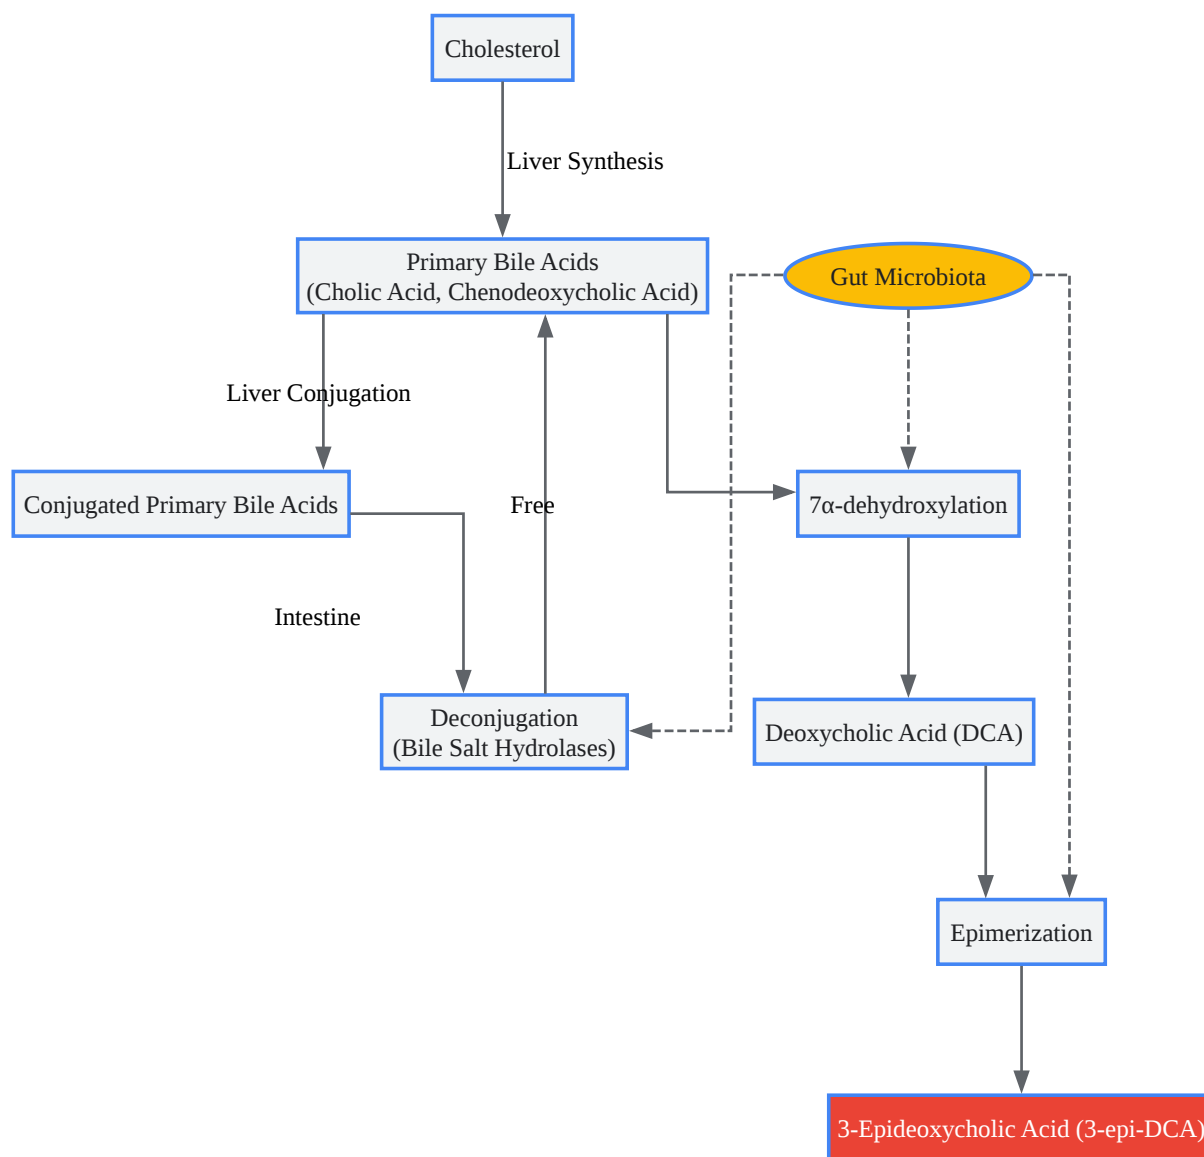 Cholesterol
Liver Synthesis
Primary Bile Acids
(Cholic Acid, Chenodeoxycholic Acid)
Gut Microbiota
Liver Conjugation
Conjugated Primary Bile Acids
Free
7α-dehydroxylation
Intestine
Deconjugation
(Bile Salt Hydrolases)
Deoxycholic Acid (DCA)
Epimerization
3-Epideoxycholic Acid (3-epi-DCA)